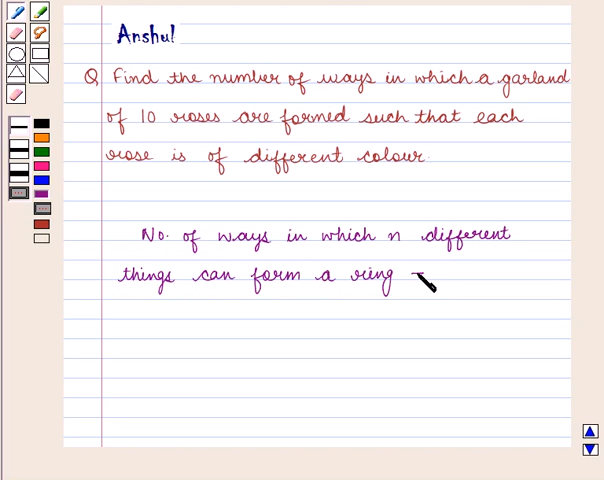 Anshul
Q Find the number of ways in which a garland
of 10 roses are formed such that each
rose is of different colour.
No. of ways in which n different
things can form a ring -